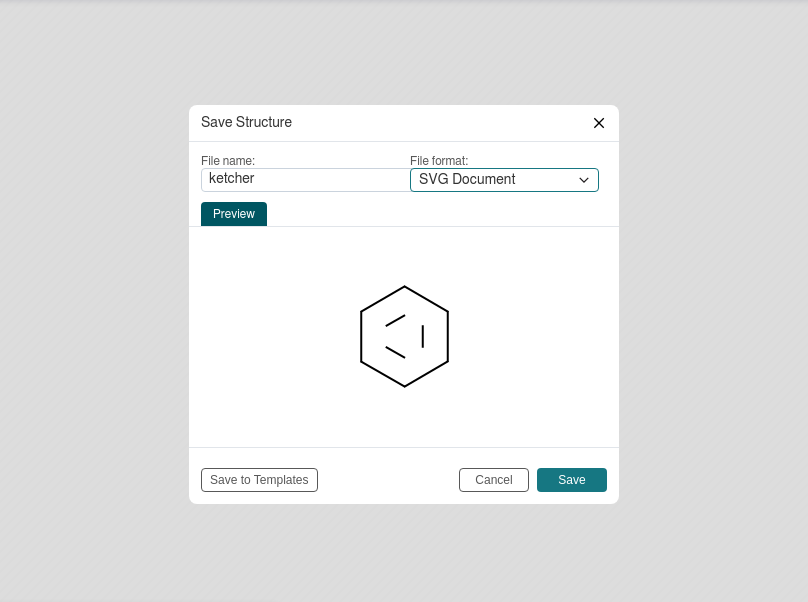 Save Structure
File name:
File format:
ketcher
SVG Document
Preview
Save to Templates
Cancel
Save